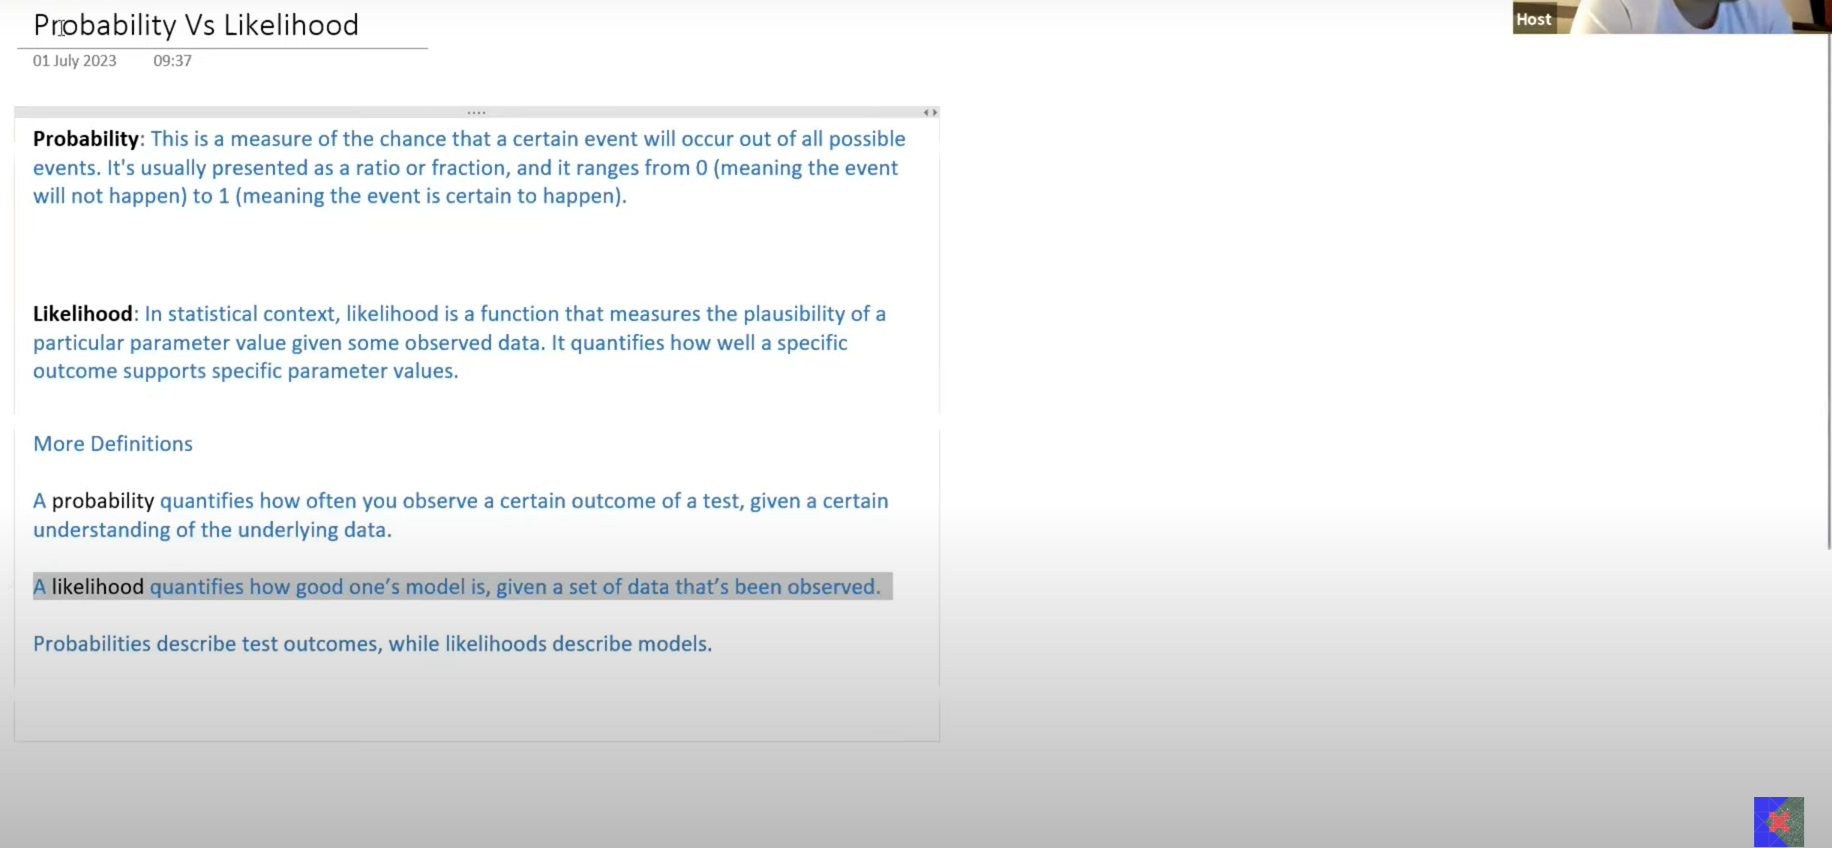 Probability Vs Likelihood
Host
01 July 2023 09:37
Probability: This is a measure of the chance that a certain event will occur out of all possible
events. It's usually presented as a ratio or fraction, and it ranges from 0 (meaning the event
will not happen) to 1 (meaning the event is certain to happen).
Likelihood: In statistical context, likelihood is a function that measures the plausibility of a
particular parameter value given some observed data. It quantifies how well a specific
outcome supports specific parameter values.
More Definitions
A probability quantifies how often you observe a certain outcome of a test, given a certain
understanding of the underlying data.
A likelihood quantifies how good one’s model is, given a set of data that’s been observed.
Probabilities describe test outcomes, while likelihoods describe models.